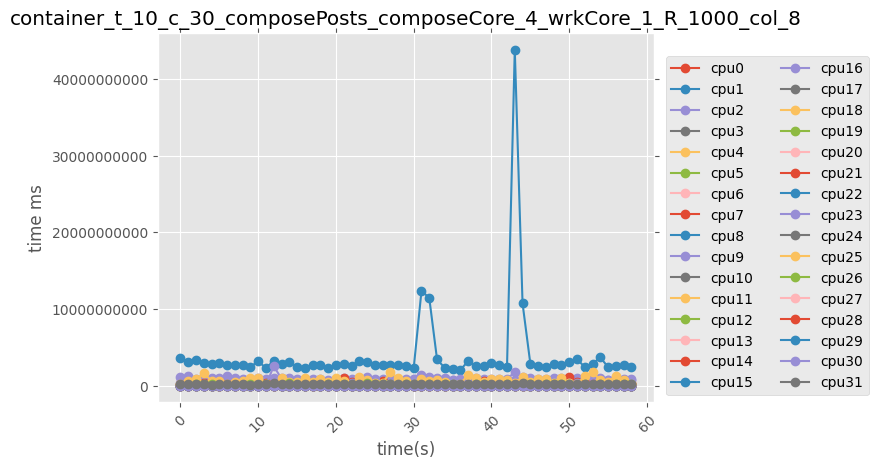 container_t_10_c_30_composePosts_composeCore_4_wrkCore_1_R_1000_col_8
time ms
40000000000
30000000000
20000000000
10000000000
0
0 10 20 30 40 50 60
time(s)
cpu0 cpu16
cpu1 cpu17
cpu2 cpu18
cpu3 cpu19
cpu4 cpu20
cpu5 cpu21
cpu6 cpu22
cpu7 cpu23
cpu8 cpu24
cpu9 cpu25
cpu10 cpu26
cpu11 cpu27
cpu12 cpu28
cpu13 cpu29
cpu14 cpu30
cpu15 cpu31